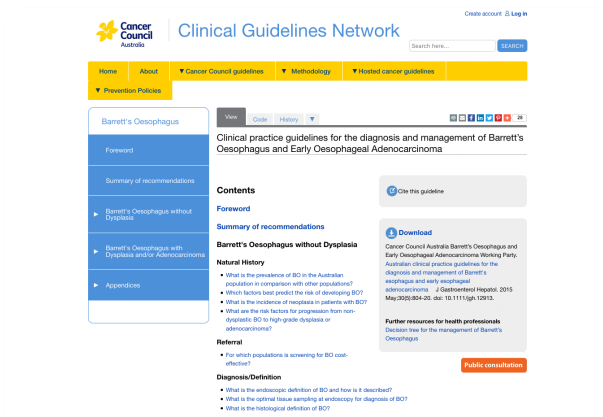 Create account Log in
Cancer
Council
Australia
Clinical Guidelines Network
Search here... SEARCH
Home About ▼Cancer Council guidelines ▼ Methodology ▼Hosted cancer guidelines
▼ Prevention Policies
Barrett's Oesophagus
Foreword
Summary of recommendations
Barrett's Oesophagus without
Dysplasia
Barrett's Oesophagus with
Dysplasia and/or Adenocarcinoma
Appendices
View Code History ▼
28
Clinical practice guidelines for the diagnosis and management of Barrett's
Oesophagus and Early Oesophageal Adenocarcinoma
Contents
Foreword
Summary of recommendations
Barrett's Oesophagus without Dysplasia
Natural History
What is the prevalence of BO in the Australian
population in comparison with other populations?
Which factors best predict the risk of developing BO?
What is the incidence of neoplasia in patients with BO?
What are the risk factors for progression from non-
dysplastic BO to high-grade dysplasia or
adenocarcinoma?
Referral
For which populations is screening for BO cost-
effective?
Diagnosis/Definition
What is the endoscopic definition of BO and how is it described?
What is the optimal tissue sampling at endoscopy for diagnosis of BO?
What is the histological definition of BO?
Cite this guideline
Download
Cancer Council Australia Barrett's Oesophagus and
Early Oesophageal Adenocarcinoma Working Party.
Australian clinical practice guidelines for the
diagnosis and management of Barrett's
esophagus and early esophageal
adenocarcinoma J Gastroenterol Hepatol. 2015
May;30(5):804-20. doi: 10.1111/jgh.12913.
Further resources for health professionals
Decision tree for the management of Barrett's
Oesophagus
Public consultation